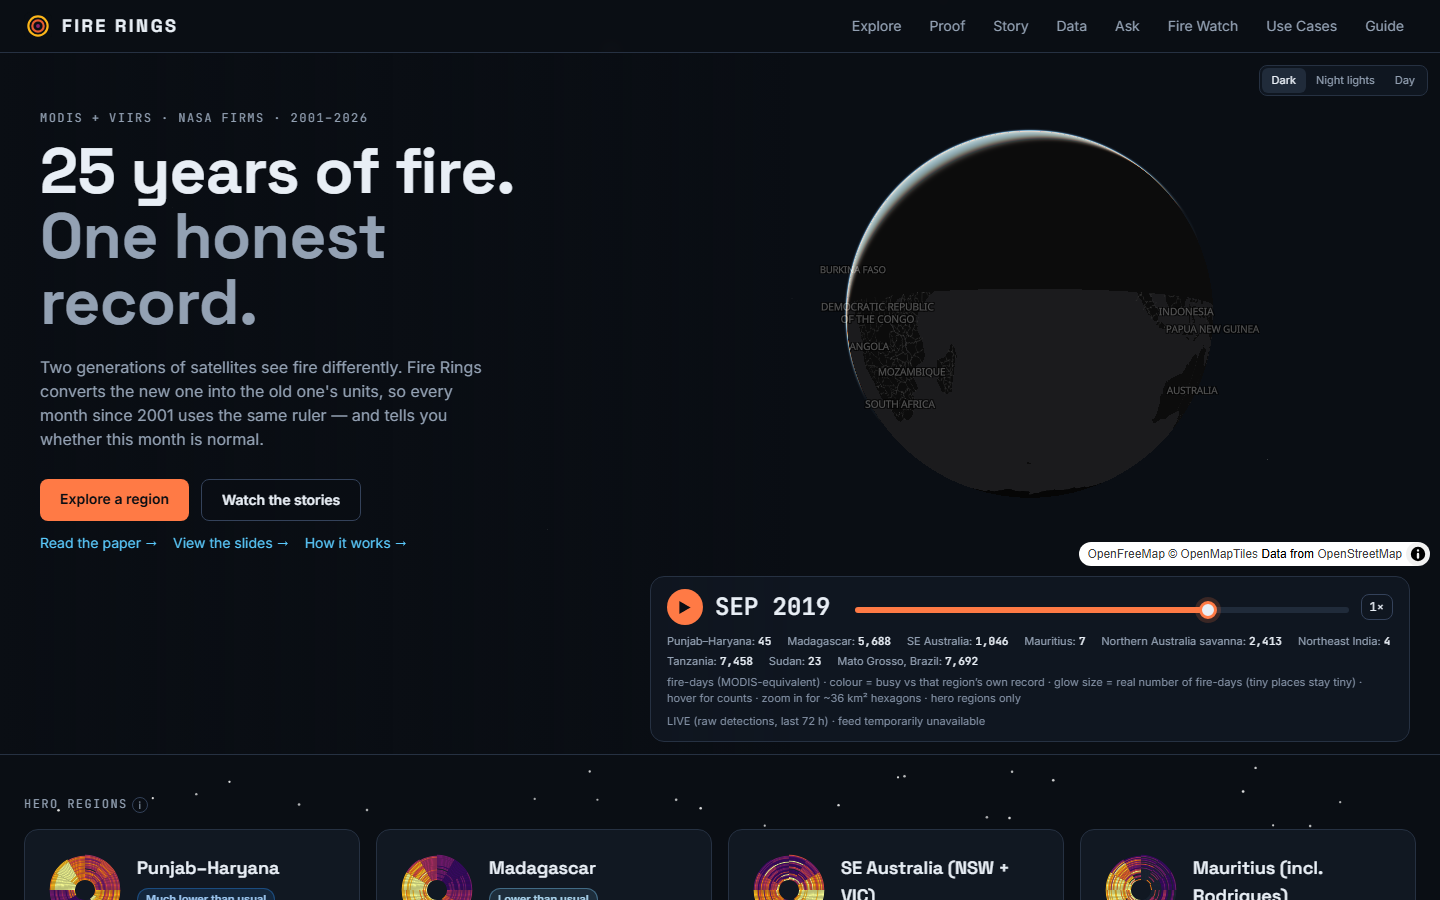 FIRE RINGS
Explore Proof Story Data Ask Fire Watch Use Cases Guide
Dark Night lights Day
MODIS + VIIRS · NASA FIRMS · 2001–2026
25 years of fire.
One honest
record.
Two generations of satellites see fire differently. Fire Rings
converts the new one into the old one's units, so every
month since 2001 uses the same ruler — and tells you
whether this month is normal.
Explore a region Watch the stories
Read the paper → View the slides → How it works →
BURKINA FASO
DEMOCRATIC REPUBLIC
OF THE CONGO
ANGOLA
MOZAMBIQUE
SOUTH AFRICA
INDONESIA
PAPUA NEW GUINEA
AUSTRALIA
OpenFreeMap © OpenMapTiles Data from OpenStreetMap
SEP 2019
1×
Punjab–Haryana: 45 Madagascar: 5,688 SE Australia: 1,046 Mauritius: 7 Northern Australia savanna: 2,413 Northeast India: 4
Tanzania: 7,458 Sudan: 23 Mato Grosso, Brazil: 7,692
fire-days (MODIS-equivalent) · colour = busy vs that region's own record · glow size = real number of fire-days (tiny places stay tiny) ·
hover for counts · zoom in for ~36 km² hexagons · hero regions only
LIVE (raw detections, last 72 h) · feed temporarily unavailable
HERO REGIONS i
Punjab–Haryana
Much lower than usual
Madagascar
Lower than usual
SE Australia (NSW +
VIC)
Mauritius (incl.
Rodrigues)